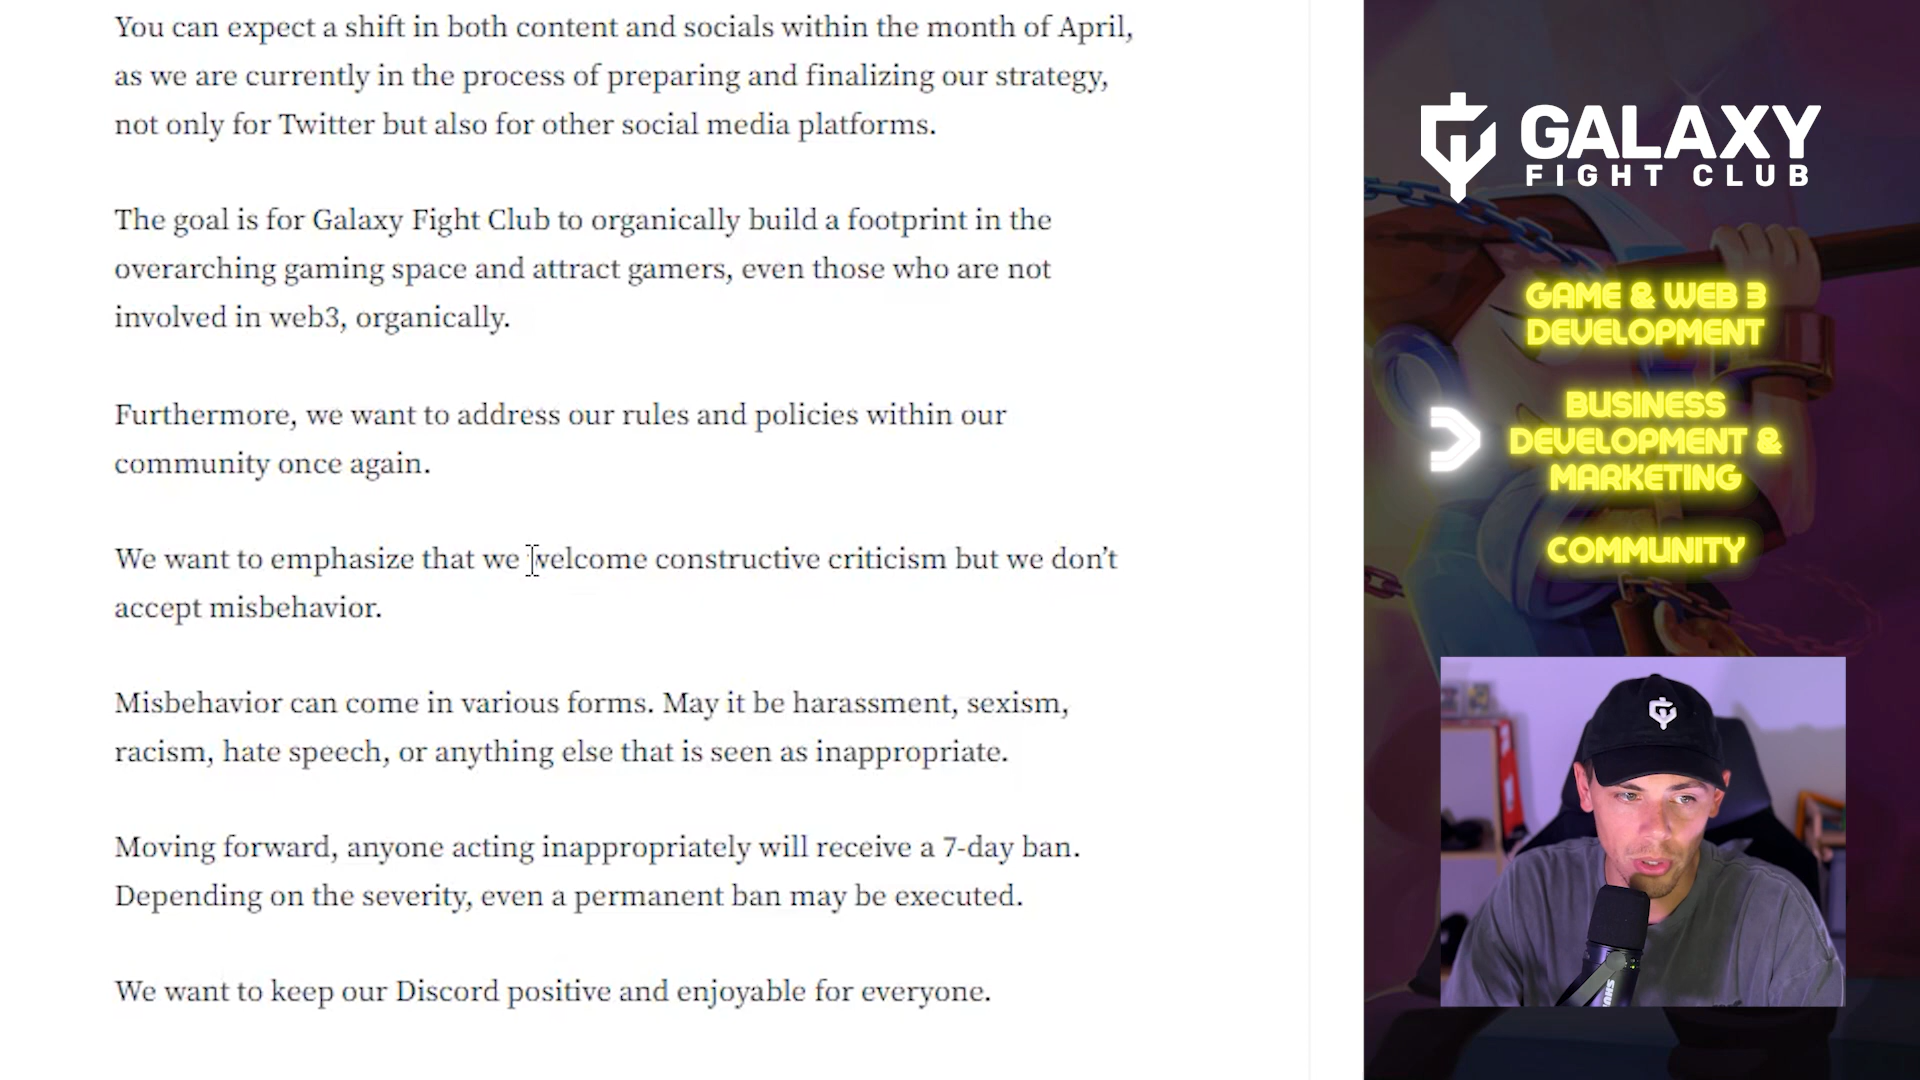 You can expect a shift in both content and socials within the month of April,
as we are currently in the process of preparing and finalizing our strategy,
not only for Twitter but also for other social media platforms.
The goal is for Galaxy Fight Club to organically build a footprint in the
overarching gaming space and attract gamers, even those who are not
involved in web3, organically.
Furthermore, we want to address our rules and policies within our
community once again.
We want to emphasize that we welcome constructive criticism but we don’t
accept misbehavior.
Misbehavior can come in various forms. May it be harassment, sexism,
racism, hate speech, or anything else that is seen as inappropriate.
Moving forward, anyone acting inappropriately will receive a 7-day ban.
Depending on the severity, even a permanent ban may be executed.
We want to keep our Discord positive and enjoyable for everyone.
GALAXY
FIGHT CLUB
GAME & WEB 3
DEVELOPMENT
BUSINESS
DEVELOPMENT &
MARKETING
COMMUNITY